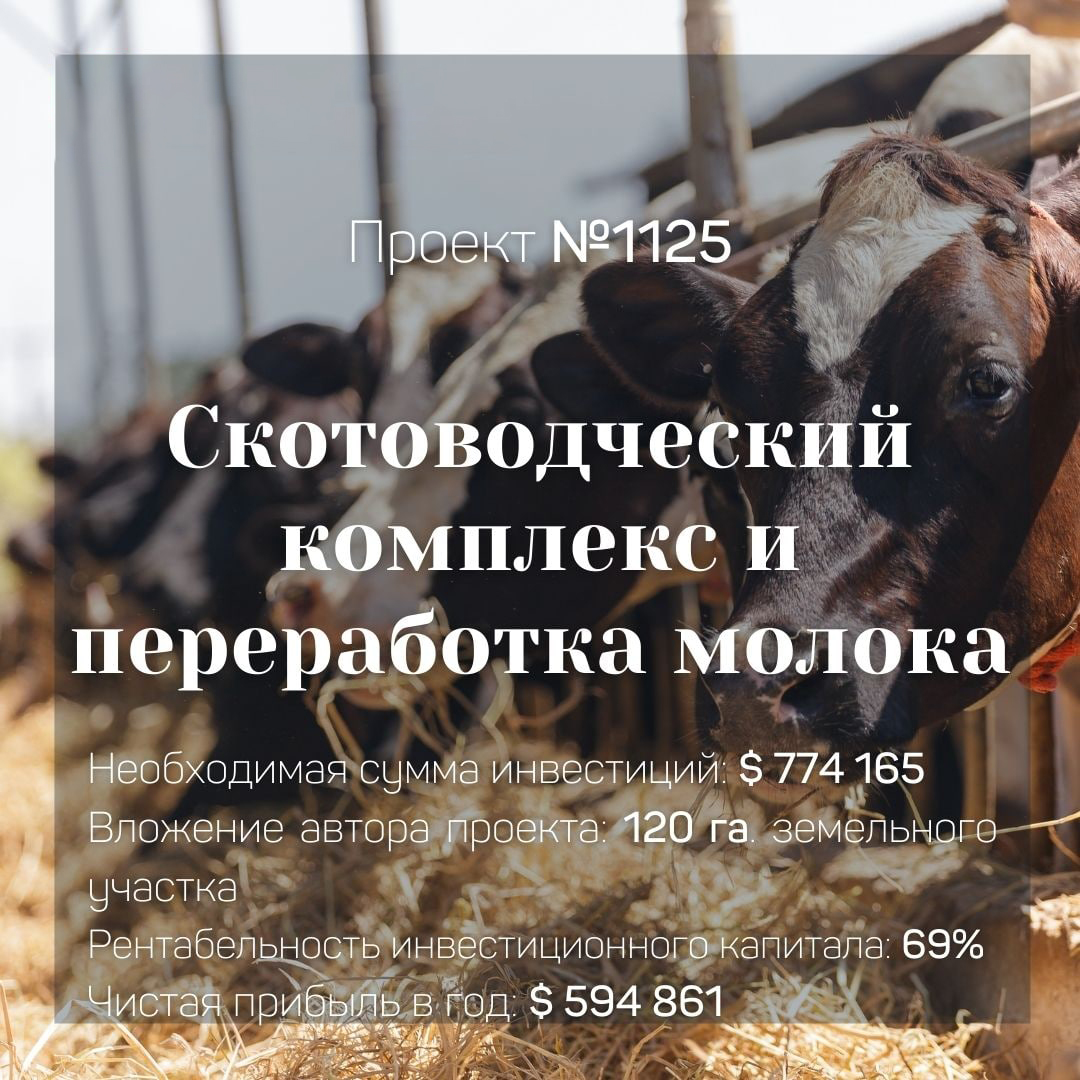 Проект №1125
Скотоводческий
комплекс и
переработка молока
Необходимая сумма инвестиций: $ 774 165
Вложение автора проекта: 120 га. земельного
участка
Рентабельность инвестиционного капитала: 69%
Чистая прибыль в год: $ 594 861